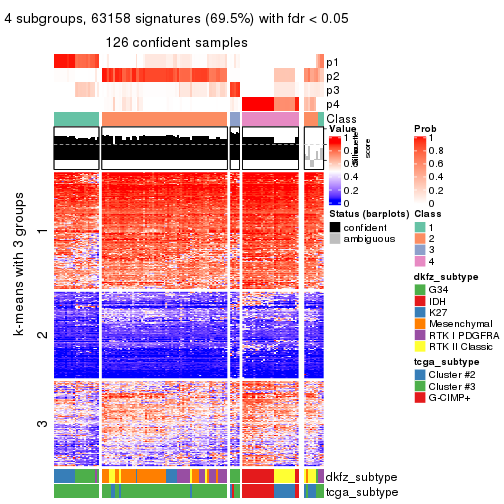 4 subgroups, 63158 signatures (69.5%) with fdr < 0.05
126 confident samples
p1
p2
p3
p4
Class
Silhouette
score
k-means with 3 groups
1
2
3
dkfz_subtype
tcga_subtype
Value
1
0.8
0.6
0.4
0.2
0
Status (barplots)
confident
ambiguous
Prob
1
0.8
0.6
0.4
0.2
0
Class
1
2
3
4
dkfz_subtype
G34
IDH
K27
Mesenchymal
RTK I PDGFRA
RTK II Classic
tcga_subtype
Cluster #2
Cluster #3
G-CIMP+